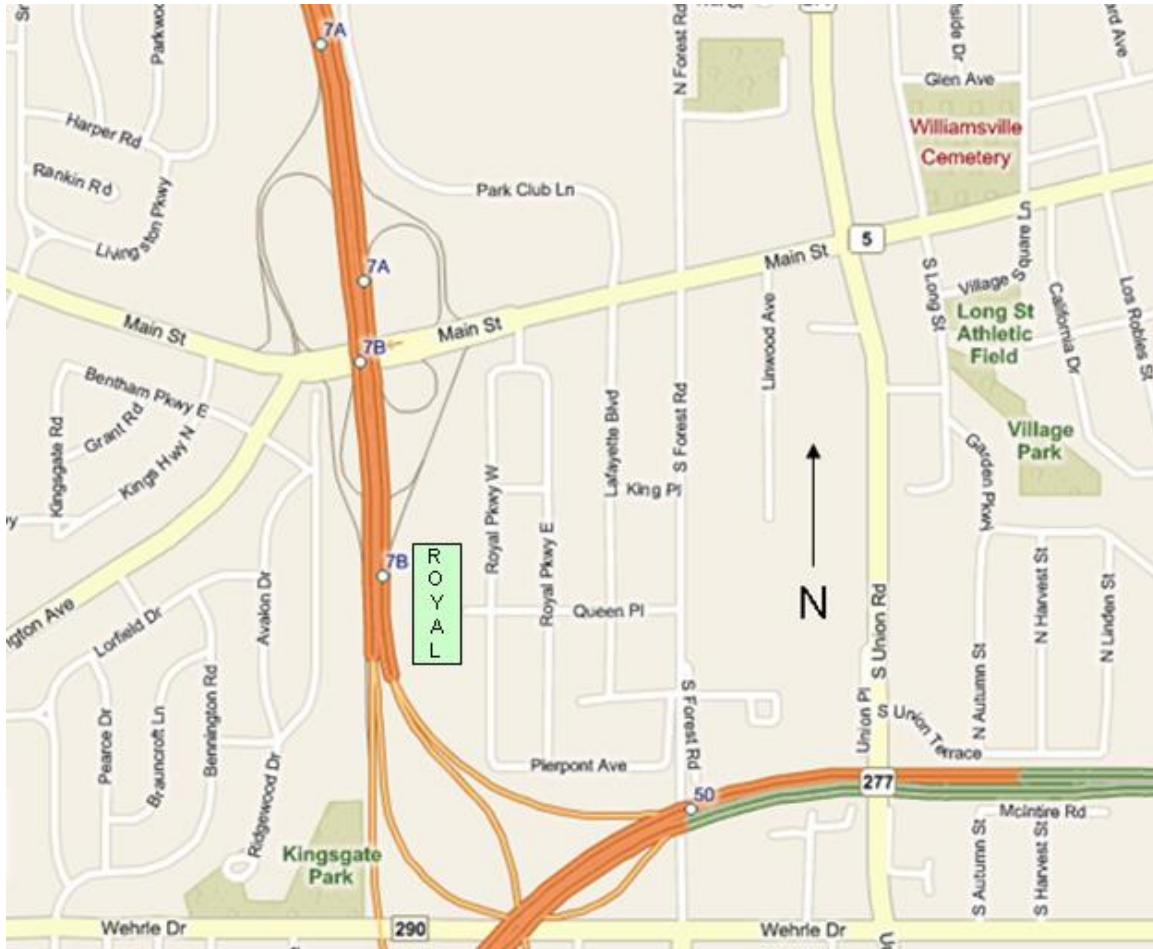 7A
Harper Rd
Rankin Rd
Livingston Pkwy
Park Club Ln
N Forest Rd
Glen Ave
Williamsville
Cemetery
7A
5
Main St
Main St
Main St
7B
S Long St
Village Square Ln
Long St
Athletic
Field
California Dr
Los Robles St
Linwood Ave
Bentham Pkwy E
Grant Rd
Kingsgate Rd
Kings Hwy N
Lafayette Blvd
S Forest Rd
King Pl
Village
Park
Garden Pkwy
Royal Pkwy W
Royal Pkwy E
7B
R
O
Y
A
L
N
Queen Pl
S Union Rd
N Harvest St
N Linden St
N Autumn St
Avalon Dr
Lorfield Dr
Pearce Dr
Brauncroft Ln
Bennington Rd
Ridgewood Dr
S Forest Rd
Union Pl
S Union Terrace
Pierpont Ave
50
277
McIntire Rd
S Autumn St
S Harvest St
Kingsgate
Park
Wehrle Dr
290
Wehrle Dr